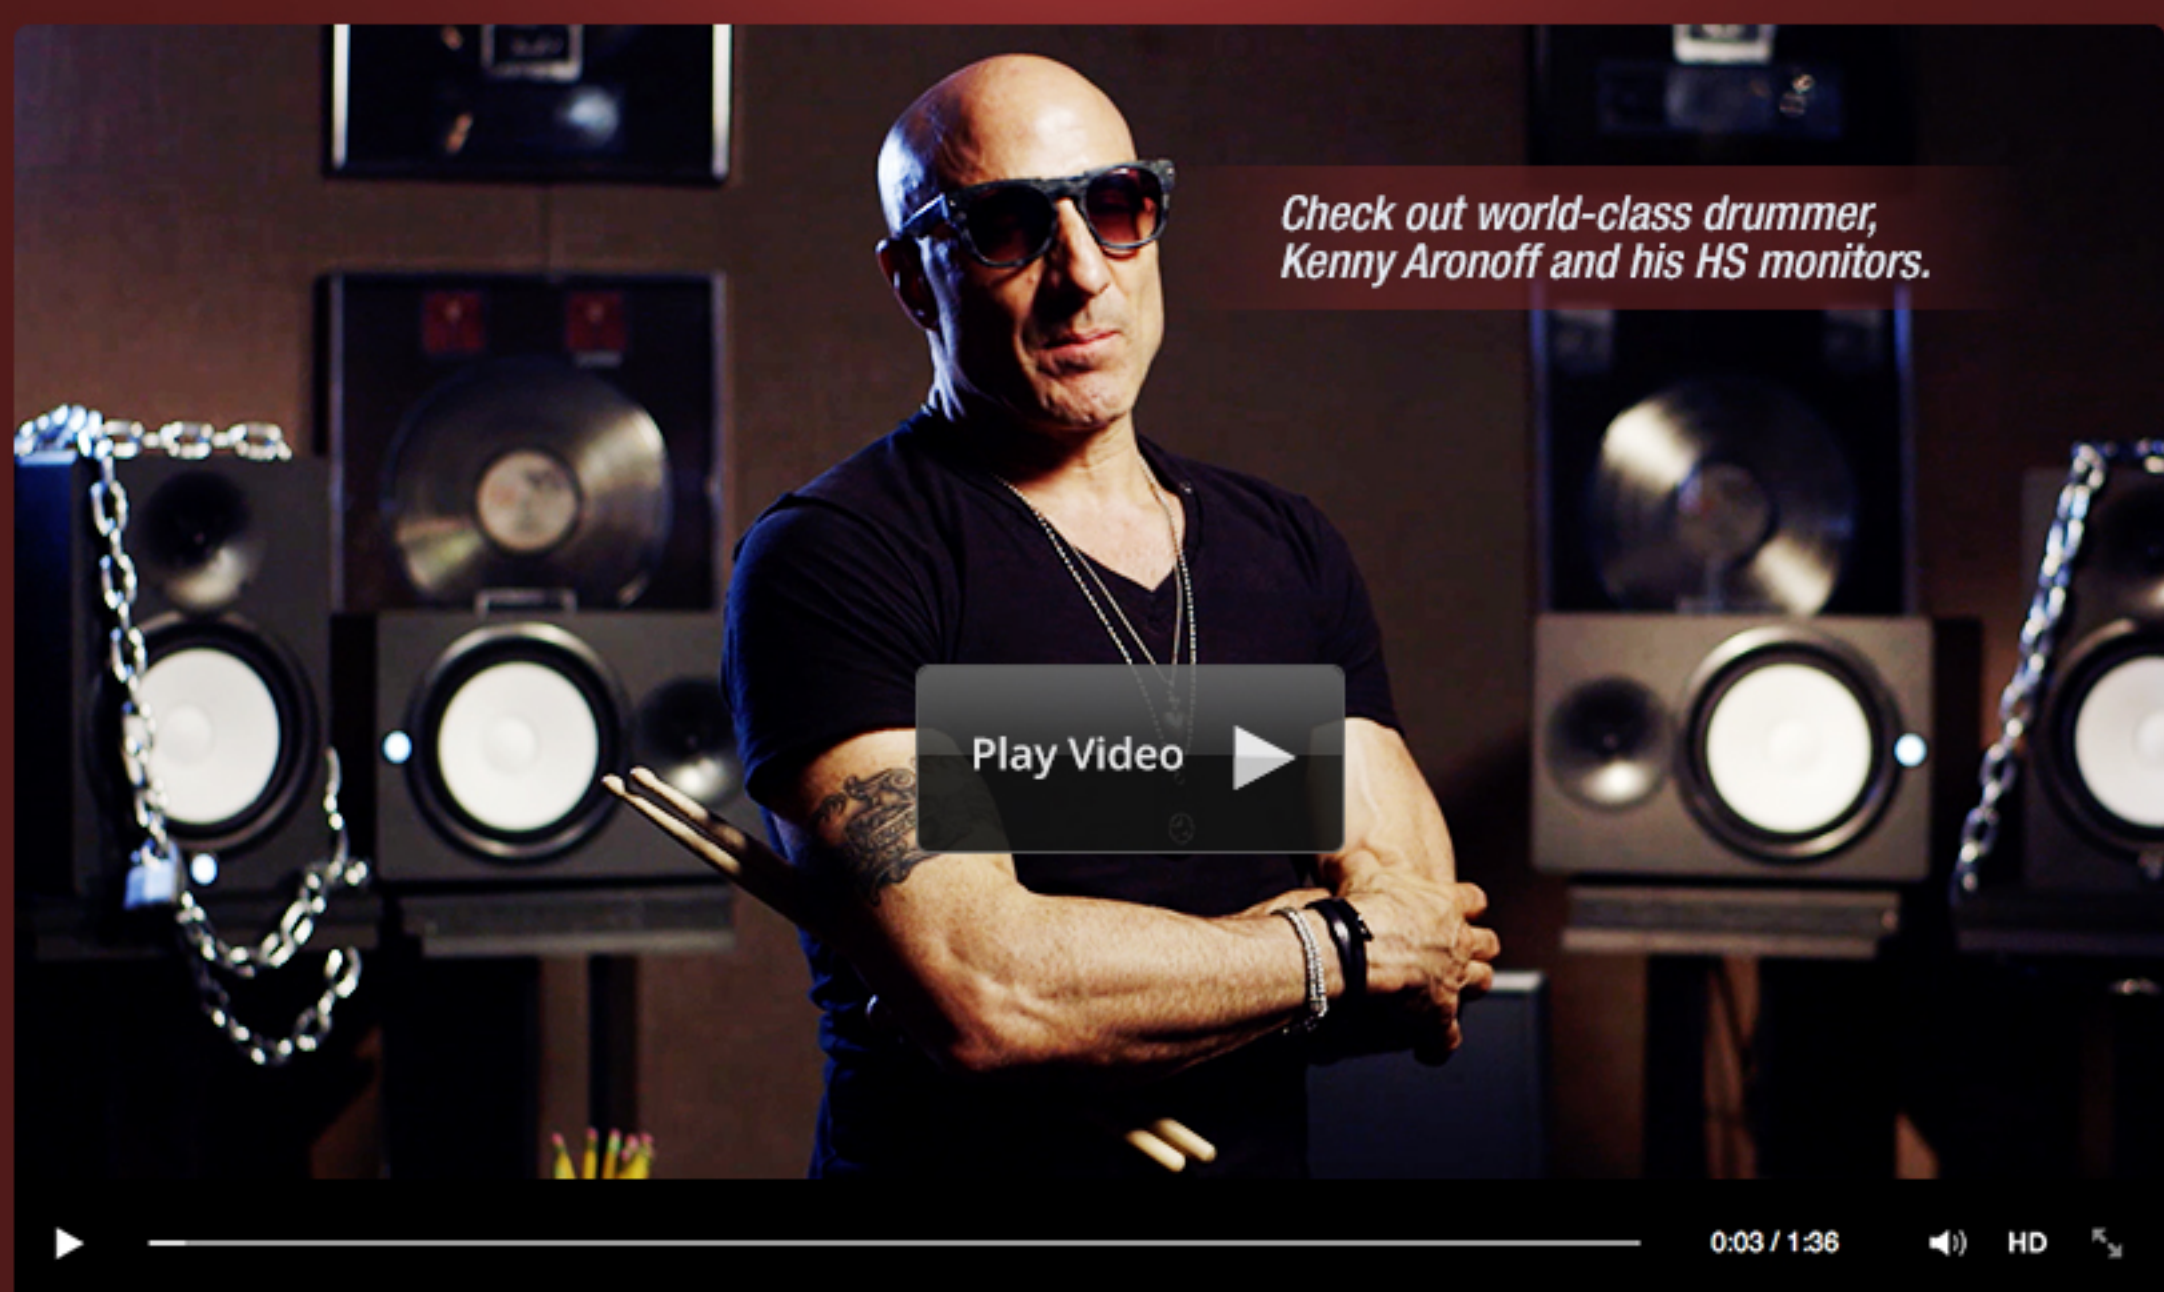 Check out world-class drummer,
Kenny Aronoff and his HS monitors.
Play Video
0:03 / 1:36
HD